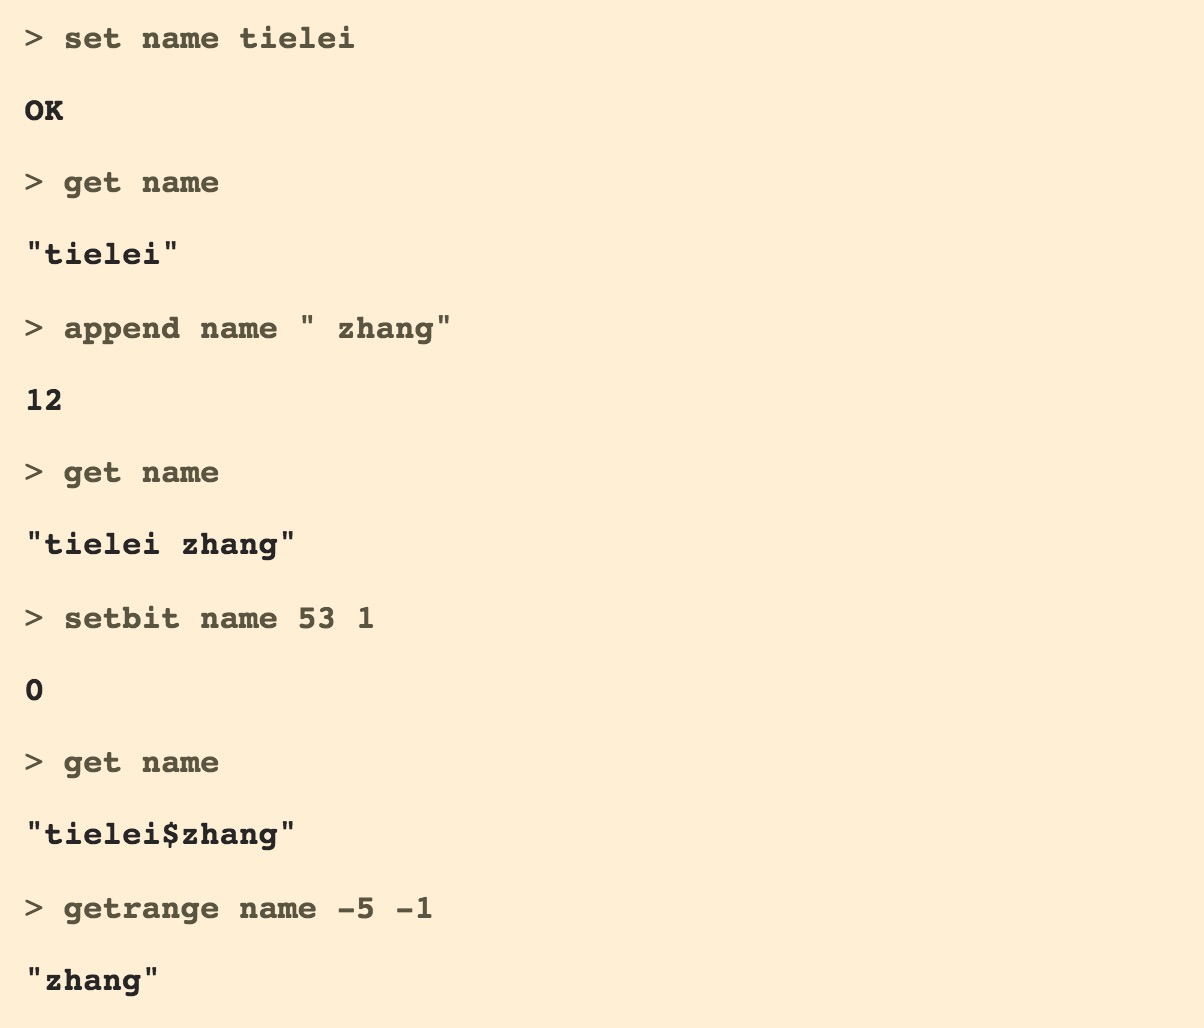 > set name tielei
OK
> get name
"tielei"
> append name " zhang"
12
> get name
"tielei zhang"
> setbit name 53 1
0
> get name
"tielei$zhang"
> getrange name -5 -1
"zhang"